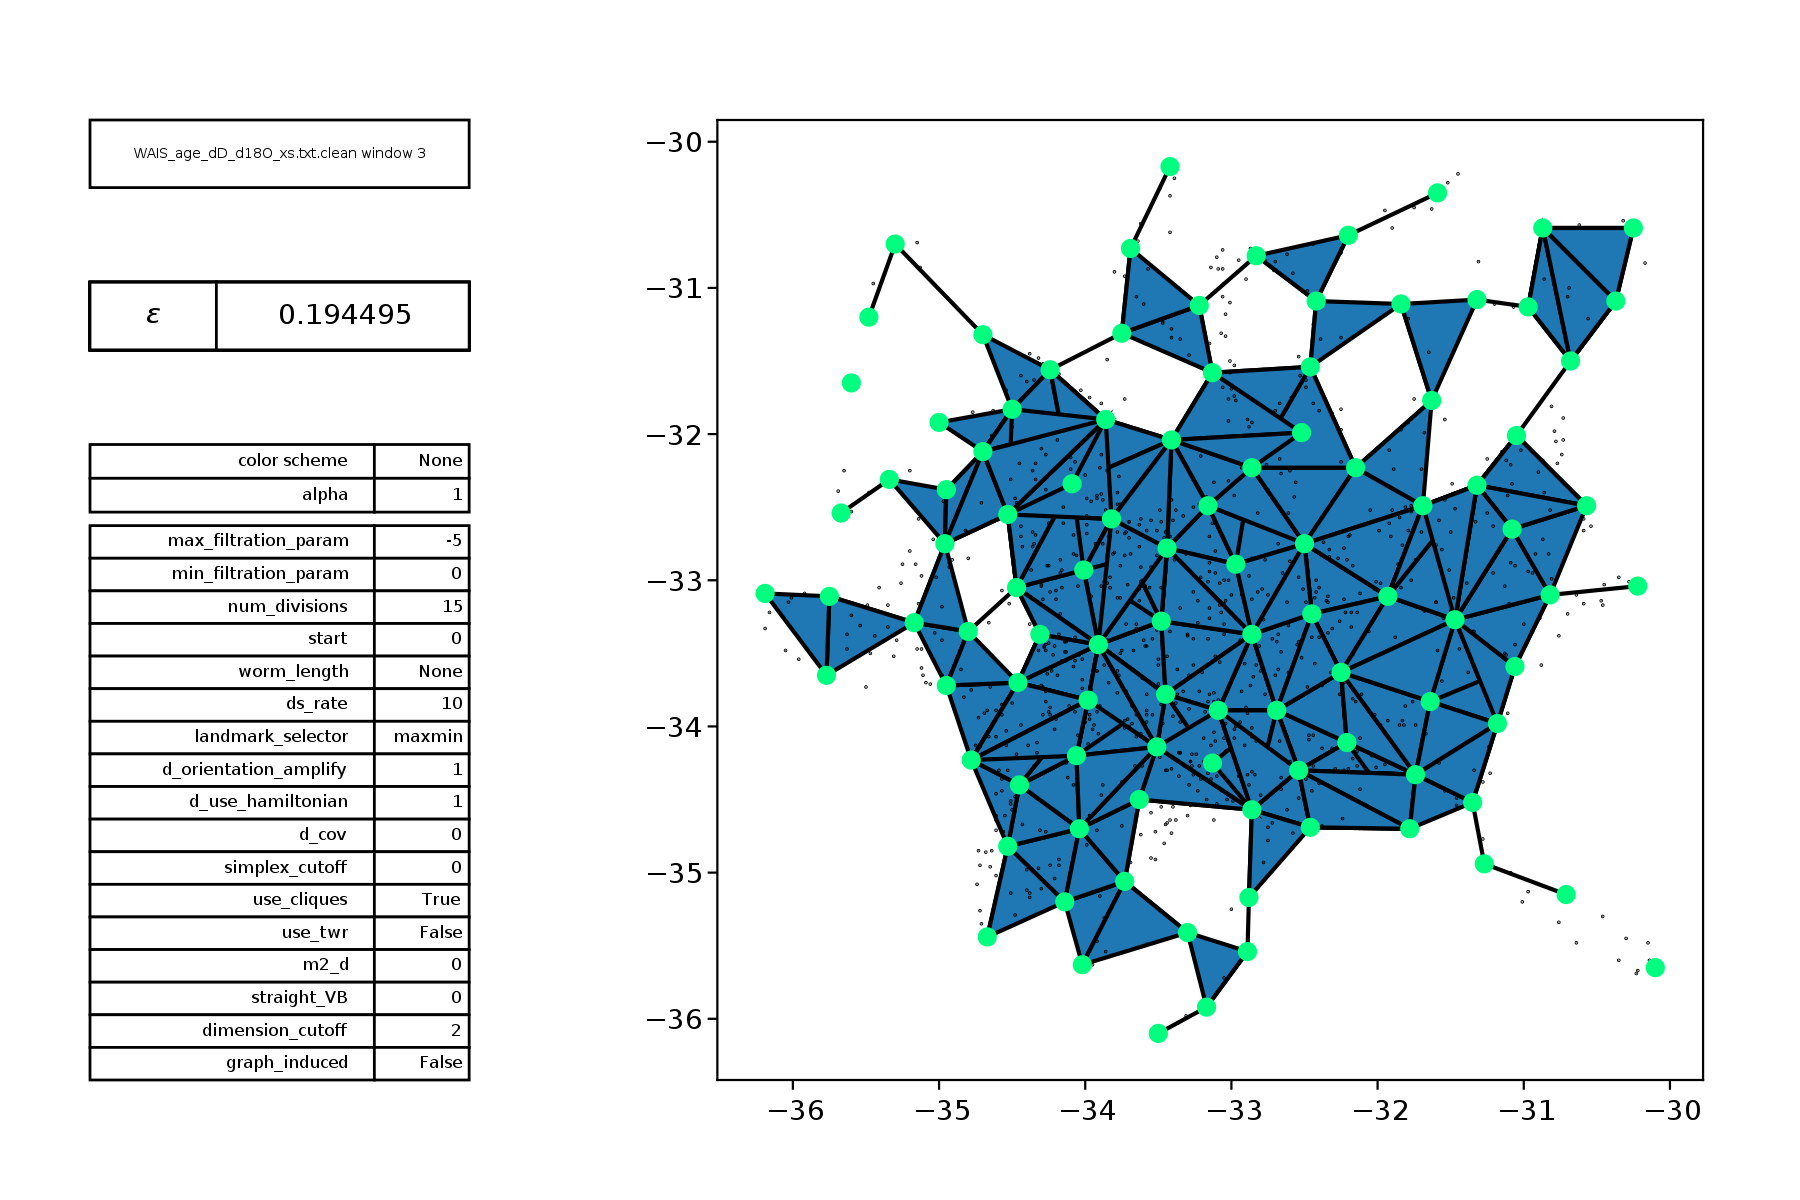 WAIS_age_dD_d18O_xs.txt.clean window 3
ε 0.194495
color scheme None
alpha 1
max_filtration_param -5
min_filtration_param 0
num_divisions 15
start 0
worm_length None
ds_rate 10
landmark_selector maxmin
d_orientation_amplify 1
d_use_hamiltonian 1
d_cov 0
simplex_cutoff 0
use_cliques True
use_twr False
m2_d 0
straight_VB 0
dimension_cutoff 2
graph_induced False
−30
−31
−32
−33
−34
−35
−36
−36 −35 −34 −33 −32 −31 −30